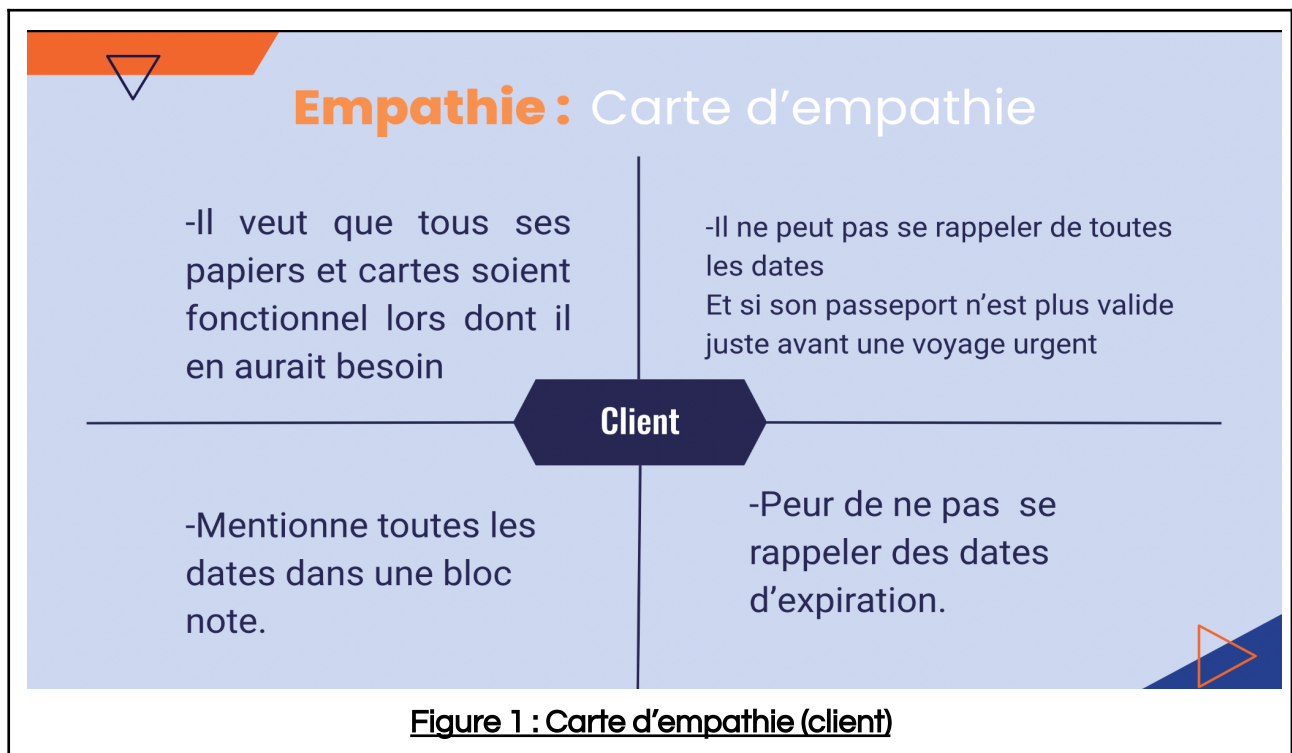 Empathie : Carte d’empathie
-Il veut que tous ses
papiers et cartes soient
fonctionnel lors dont il
en aurait besoin
-Il ne peut pas se rappeler de toutes
les dates
Et si son passeport n’est plus valide
juste avant une voyage urgent
Client
-Mentionne toutes les
dates dans une bloc
note.
-Peur de ne pas se
rappeler des dates
d’expiration.
Figure 1 : Carte d’empathie (client)